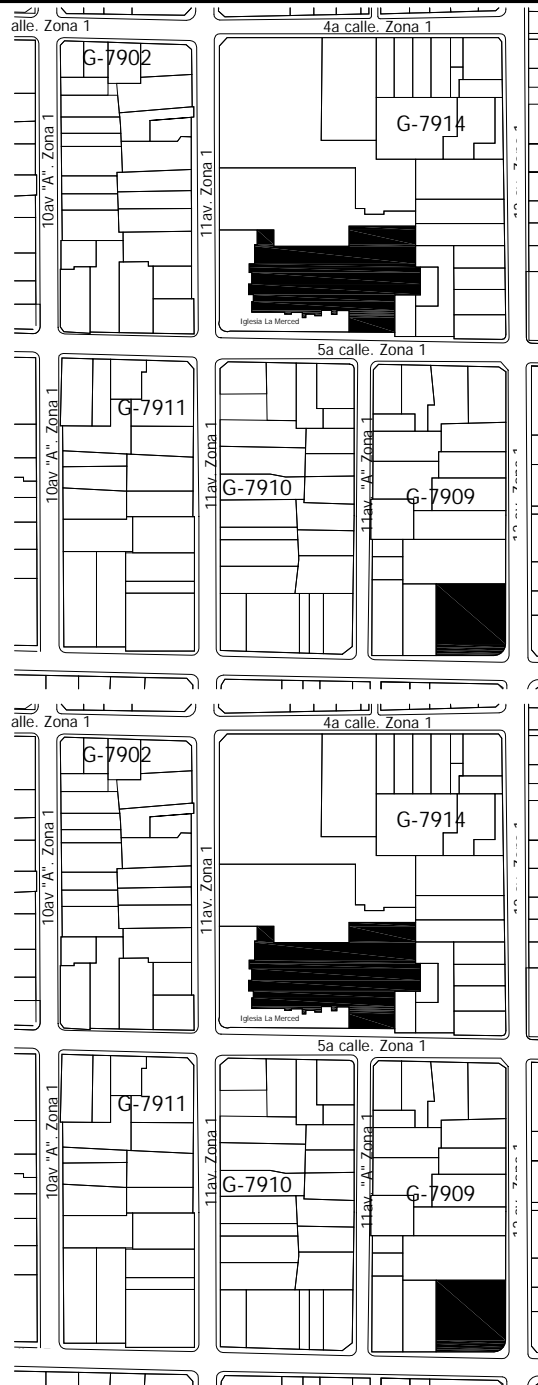 alle. Zona 1
4a calle. Zona 1
G-7902
G-7914
10av "A". Zona 1
11av. Zona 1
Iglesia La Merced
5a calle. Zona 1
G-7911
10av "A". Zona 1
11av. Zona 1
G-7910
11av. "A" Zona 1
G-7909
alle. Zona 1
4a calle. Zona 1
G-7902
G-7914
10av "A". Zona 1
11av. Zona 1
Iglesia La Merced
5a calle. Zona 1
G-7911
10av "A". Zona 1
11av. Zona 1
G-7910
11av. "A" Zona 1
G-7909